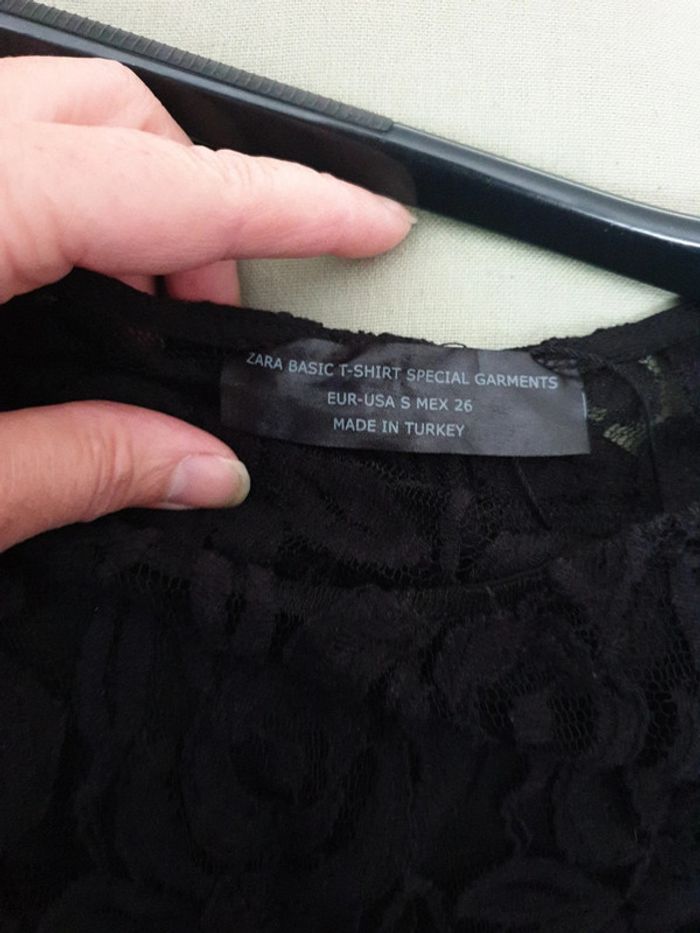 ZARA BASIC T-SHIRT SPECIAL GARMENTS
EUR-USA S MEX 26
MADE IN TURKEY